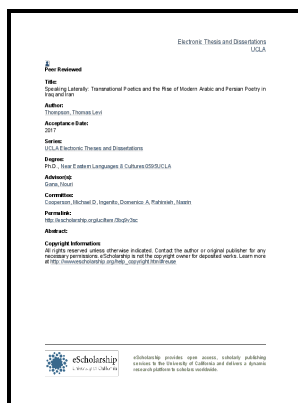 Electronic Thesis and Dissertations
UCLA
Peer Reviewed
Title:
Speaking Laterally: Transnational Poetics and the Rise of Modern Arabic and Persian Poetry in
Iraq and Iran
Author:
Thompson, Thomas Levi
Acceptance Date:
2017
Series:
UCLA Electronic Theses and Dissertations
Degree:
Ph.D., Near Eastern Languages & Cultures 0595UCLA
Advisor(s):
Gana, Nouri
Committee:
Cooperson, Michael D, Ingenito, Domenico A, Rahimieh, Nasrin
Permalink:
http://escholarship.org/uc/item/
Abstract:
Copyright Information:
All rights reserved unless otherwise indicated. Contact the author or original publisher for any
necessary permissions. eScholarship is not the copyright owner for deposited works. Learn more
at http://www.escholarship.org/help_copyright.html#reuse
eScholarship
University of California
eScholarship provides open access, scholarly publishing
services to the University of California and delivers a dynamic
research platform to scholars worldwide.